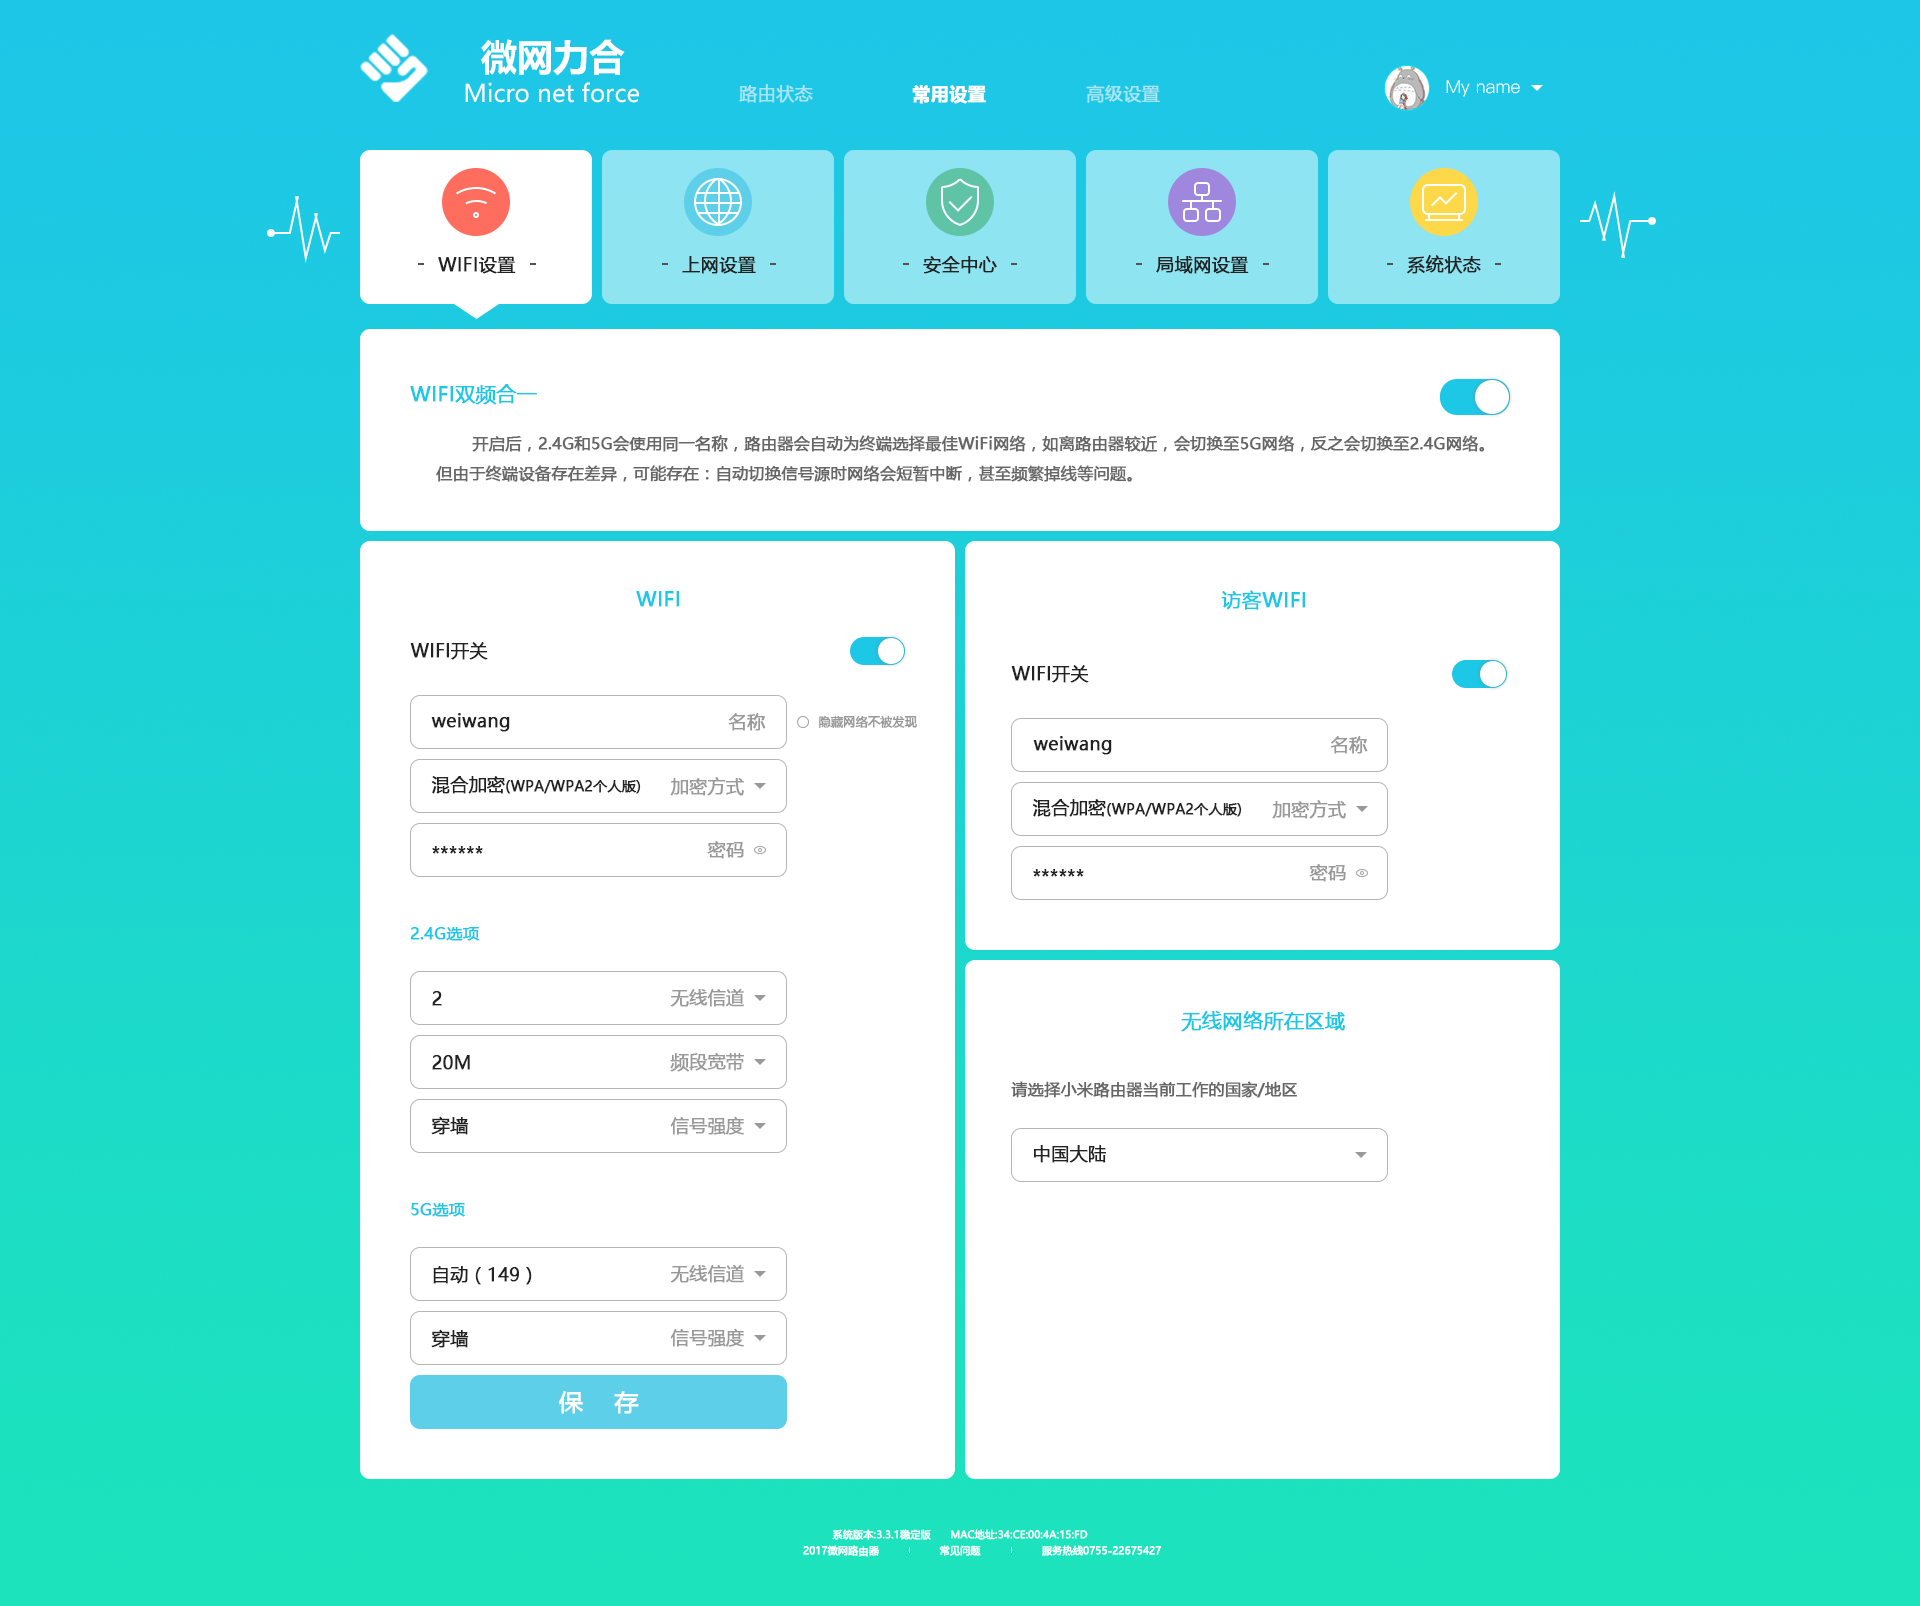 微网力合
Micro net force
路由状态
常用设置
高级设置
My name
- WIFI设置 -
- 上网设置 -
- 安全中心 -
- 局域网设置 -
- 系统状态 -
WIFI双频合一
开启后，2.4G和5G会使用同一名称，路由器会自动为终端选择最佳WiFi网络，如离路由器较近，会切换至5G网络，反之会切换至2.4G网络。
但由于终端设备存在差异，可能存在：自动切换信号源时网络会短暂中断，甚至频繁掉线等问题。
WIFI
WIFI开关
weiwang 名称
隐藏网络不被发现
混合加密(WPA/WPA2个人版) 加密方式
****** 密码
2.4G选项
2 无线信道
20M 频段宽带
穿墙 信号强度
5G选项
自动（149） 无线信道
穿墙 信号强度
保 存
访客WIFI
WIFI开关
weiwang 名称
混合加密(WPA/WPA2个人版) 加密方式
****** 密码
无线网络所在区域
请选择小米路由器当前工作的国家/地区
中国大陆
系统版本:3.3.1稳定版 MAC地址:34:CE:00:4A:15:FD
2017微网路由器 | 常见问题 | 服务热线0755-22675427